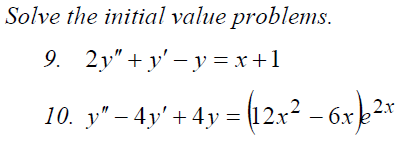 Solve the initial value problems.
9. 2y" + y' – y = x + 1
10. y" – 4y' + 4y = (12x² – 6x)e²ˣ